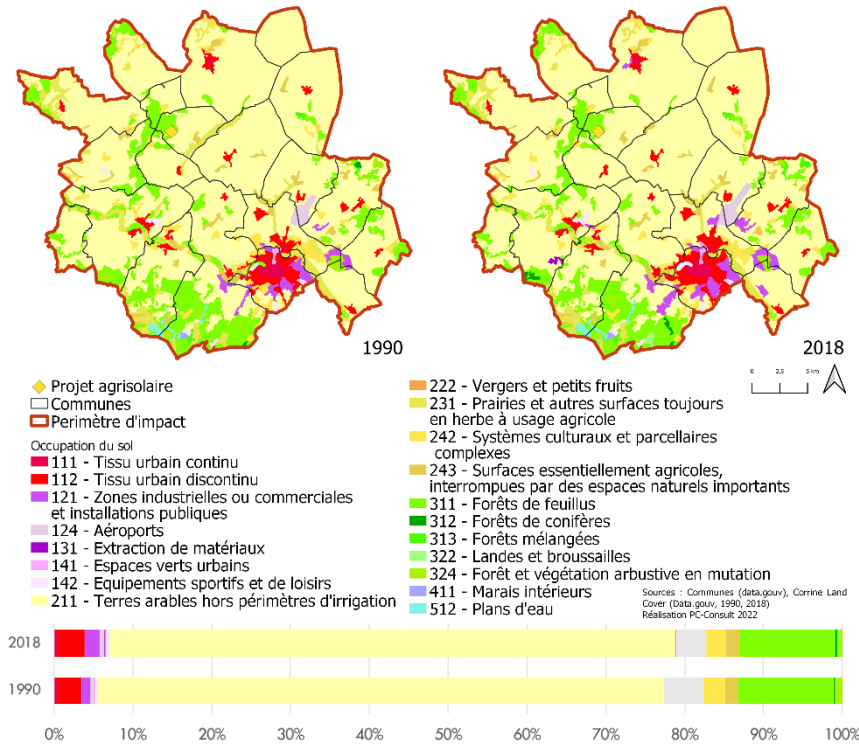 1990
2018
0 2,5 5 km
Projet agrisolaire
Communes
Perimètre d'impact
Occupation du sol
111 - Tissu urbain continu
112 - Tissu urbain discontinu
121 - Zones industrielles ou commerciales
et installations publiques
124 - Aéroports
131 - Extraction de matériaux
141 - Espaces verts urbains
142 - Equipements sportifs et de loisirs
211 - Terres arables hors périmètres d'irrigation
222 - Vergers et petits fruits
231 - Prairies et autres surfaces toujours
en herbe à usage agricole
242 - Systèmes culturaux et parcellaires
complexes
243 - Surfaces essentiellement agricoles,
interrompues par des espaces naturels importants
311 - Forêts de feuillus
312 - Forêts de conifères
313 - Forêts mélangées
322 - Landes et broussailles
324 - Forêt et végétation arbustive en mutation
411 - Marais intérieurs
512 - Plans d'eau
Sources : Communes (data.gouv), Corrine Land
Cover (Data.gouv, 1990, 2018)
Réalisation PC-Consult 2022
2018
1990
0% 10% 20% 30% 40% 50% 60% 70% 80% 90% 100%